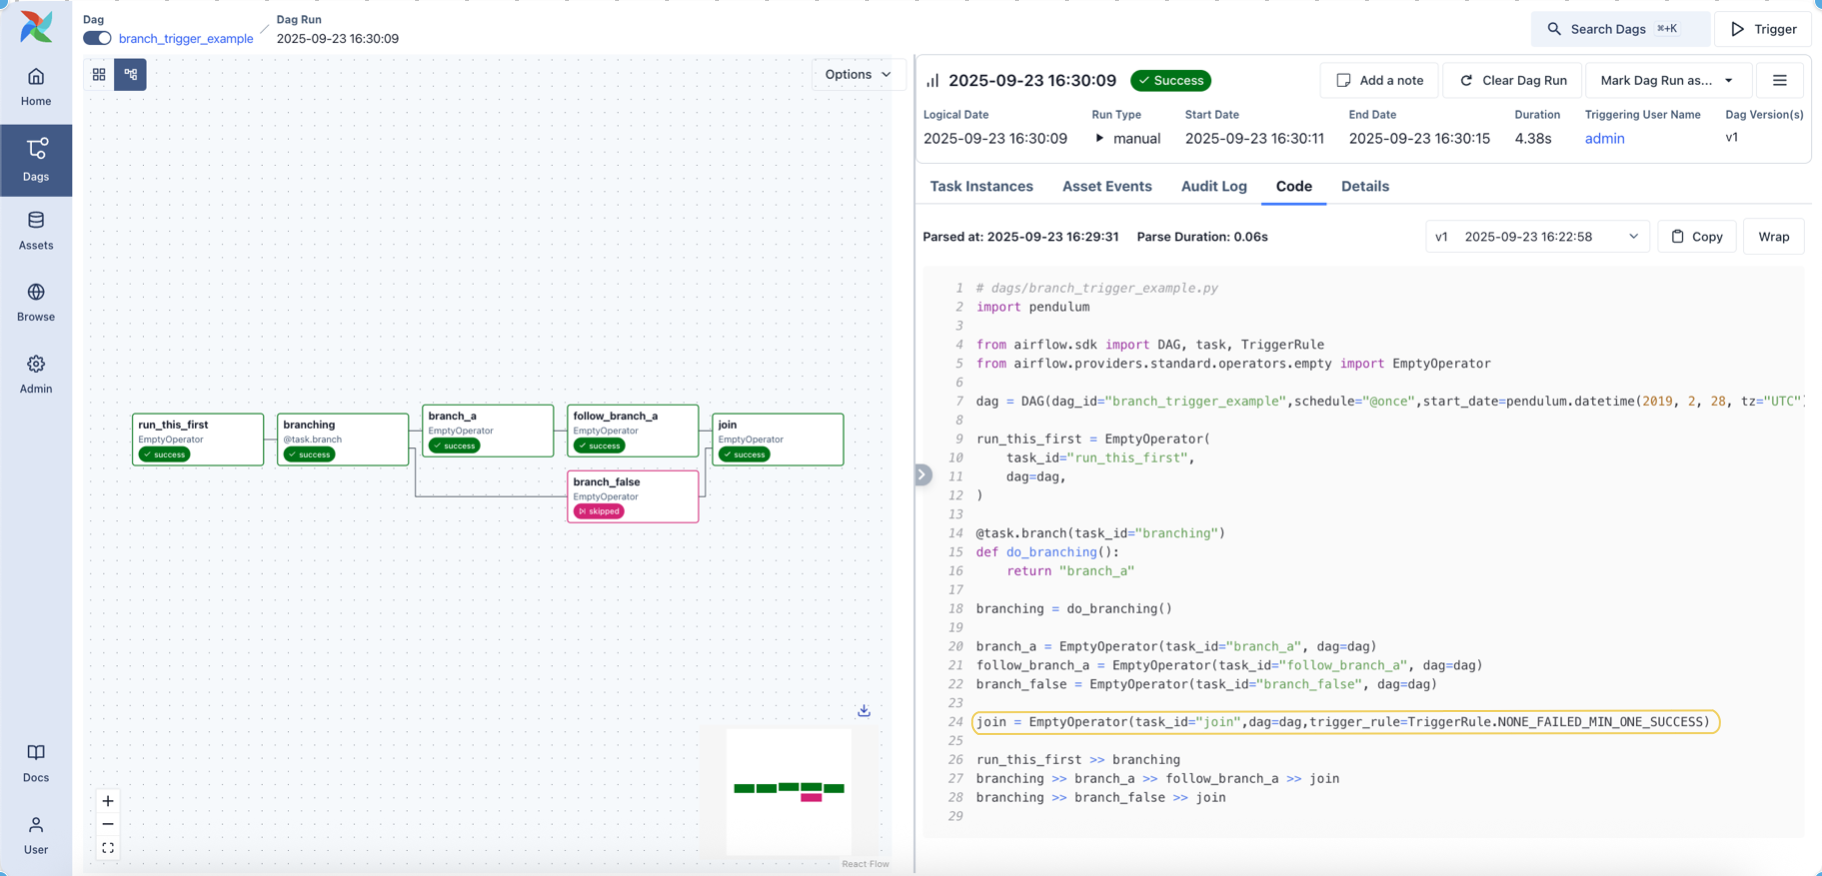 Dag
branch_trigger_example
Dag Run
2025-09-23 16:30:09
Search Dags
⌘+K
Trigger
Home
Dags
Assets
Browse
Admin
Docs
User
Options
run_this_first
EmptyOperator
success
branching
@task.branch
success
branch_a
EmptyOperator
success
follow_branch_a
EmptyOperator
success
branch_false
EmptyOperator
skipped
join
EmptyOperator
success
React Flow
2025-09-23 16:30:09
Success
Add a note
Clear Dag Run
Mark Dag Run as...
Logical Date
2025-09-23 16:30:09
Run Type
manual
Start Date
2025-09-23 16:30:11
End Date
2025-09-23 16:30:15
Duration
4.38s
Triggering User Name
admin
Dag Version(s)
v1
Task Instances
Asset Events
Audit Log
Code
Details
Parsed at: 2025-09-23 16:29:31 Parse Duration: 0.06s
v1 2025-09-23 16:22:58
Copy
Wrap
1 # dags/branch_trigger_example.py
2 import pendulum
3
4 from airflow.sdk import DAG, task, TriggerRule
5 from airflow.providers.standard.operators.empty import EmptyOperator
6
7 dag = DAG(dag_id="branch_trigger_example",schedule="@once",start_date=pendulum.datetime(2019, 2, 28, tz="UTC")
8
9 run_this_first = EmptyOperator(
10     task_id="run_this_first",
11     dag=dag,
12 )
13
14 @task.branch(task_id="branching")
15 def do_branching():
16     return "branch_a"
17
18 branching = do_branching()
19
20 branch_a = EmptyOperator(task_id="branch_a", dag=dag)
21 follow_branch_a = EmptyOperator(task_id="follow_branch_a", dag=dag)
22 branch_false = EmptyOperator(task_id="branch_false", dag=dag)
23
24 join = EmptyOperator(task_id="join",dag=dag,trigger_rule=TriggerRule.NONE_FAILED_MIN_ONE_SUCCESS)
25
26 run_this_first >> branching
27 branching >> branch_a >> follow_branch_a >> join
28 branching >> branch_false >> join
29